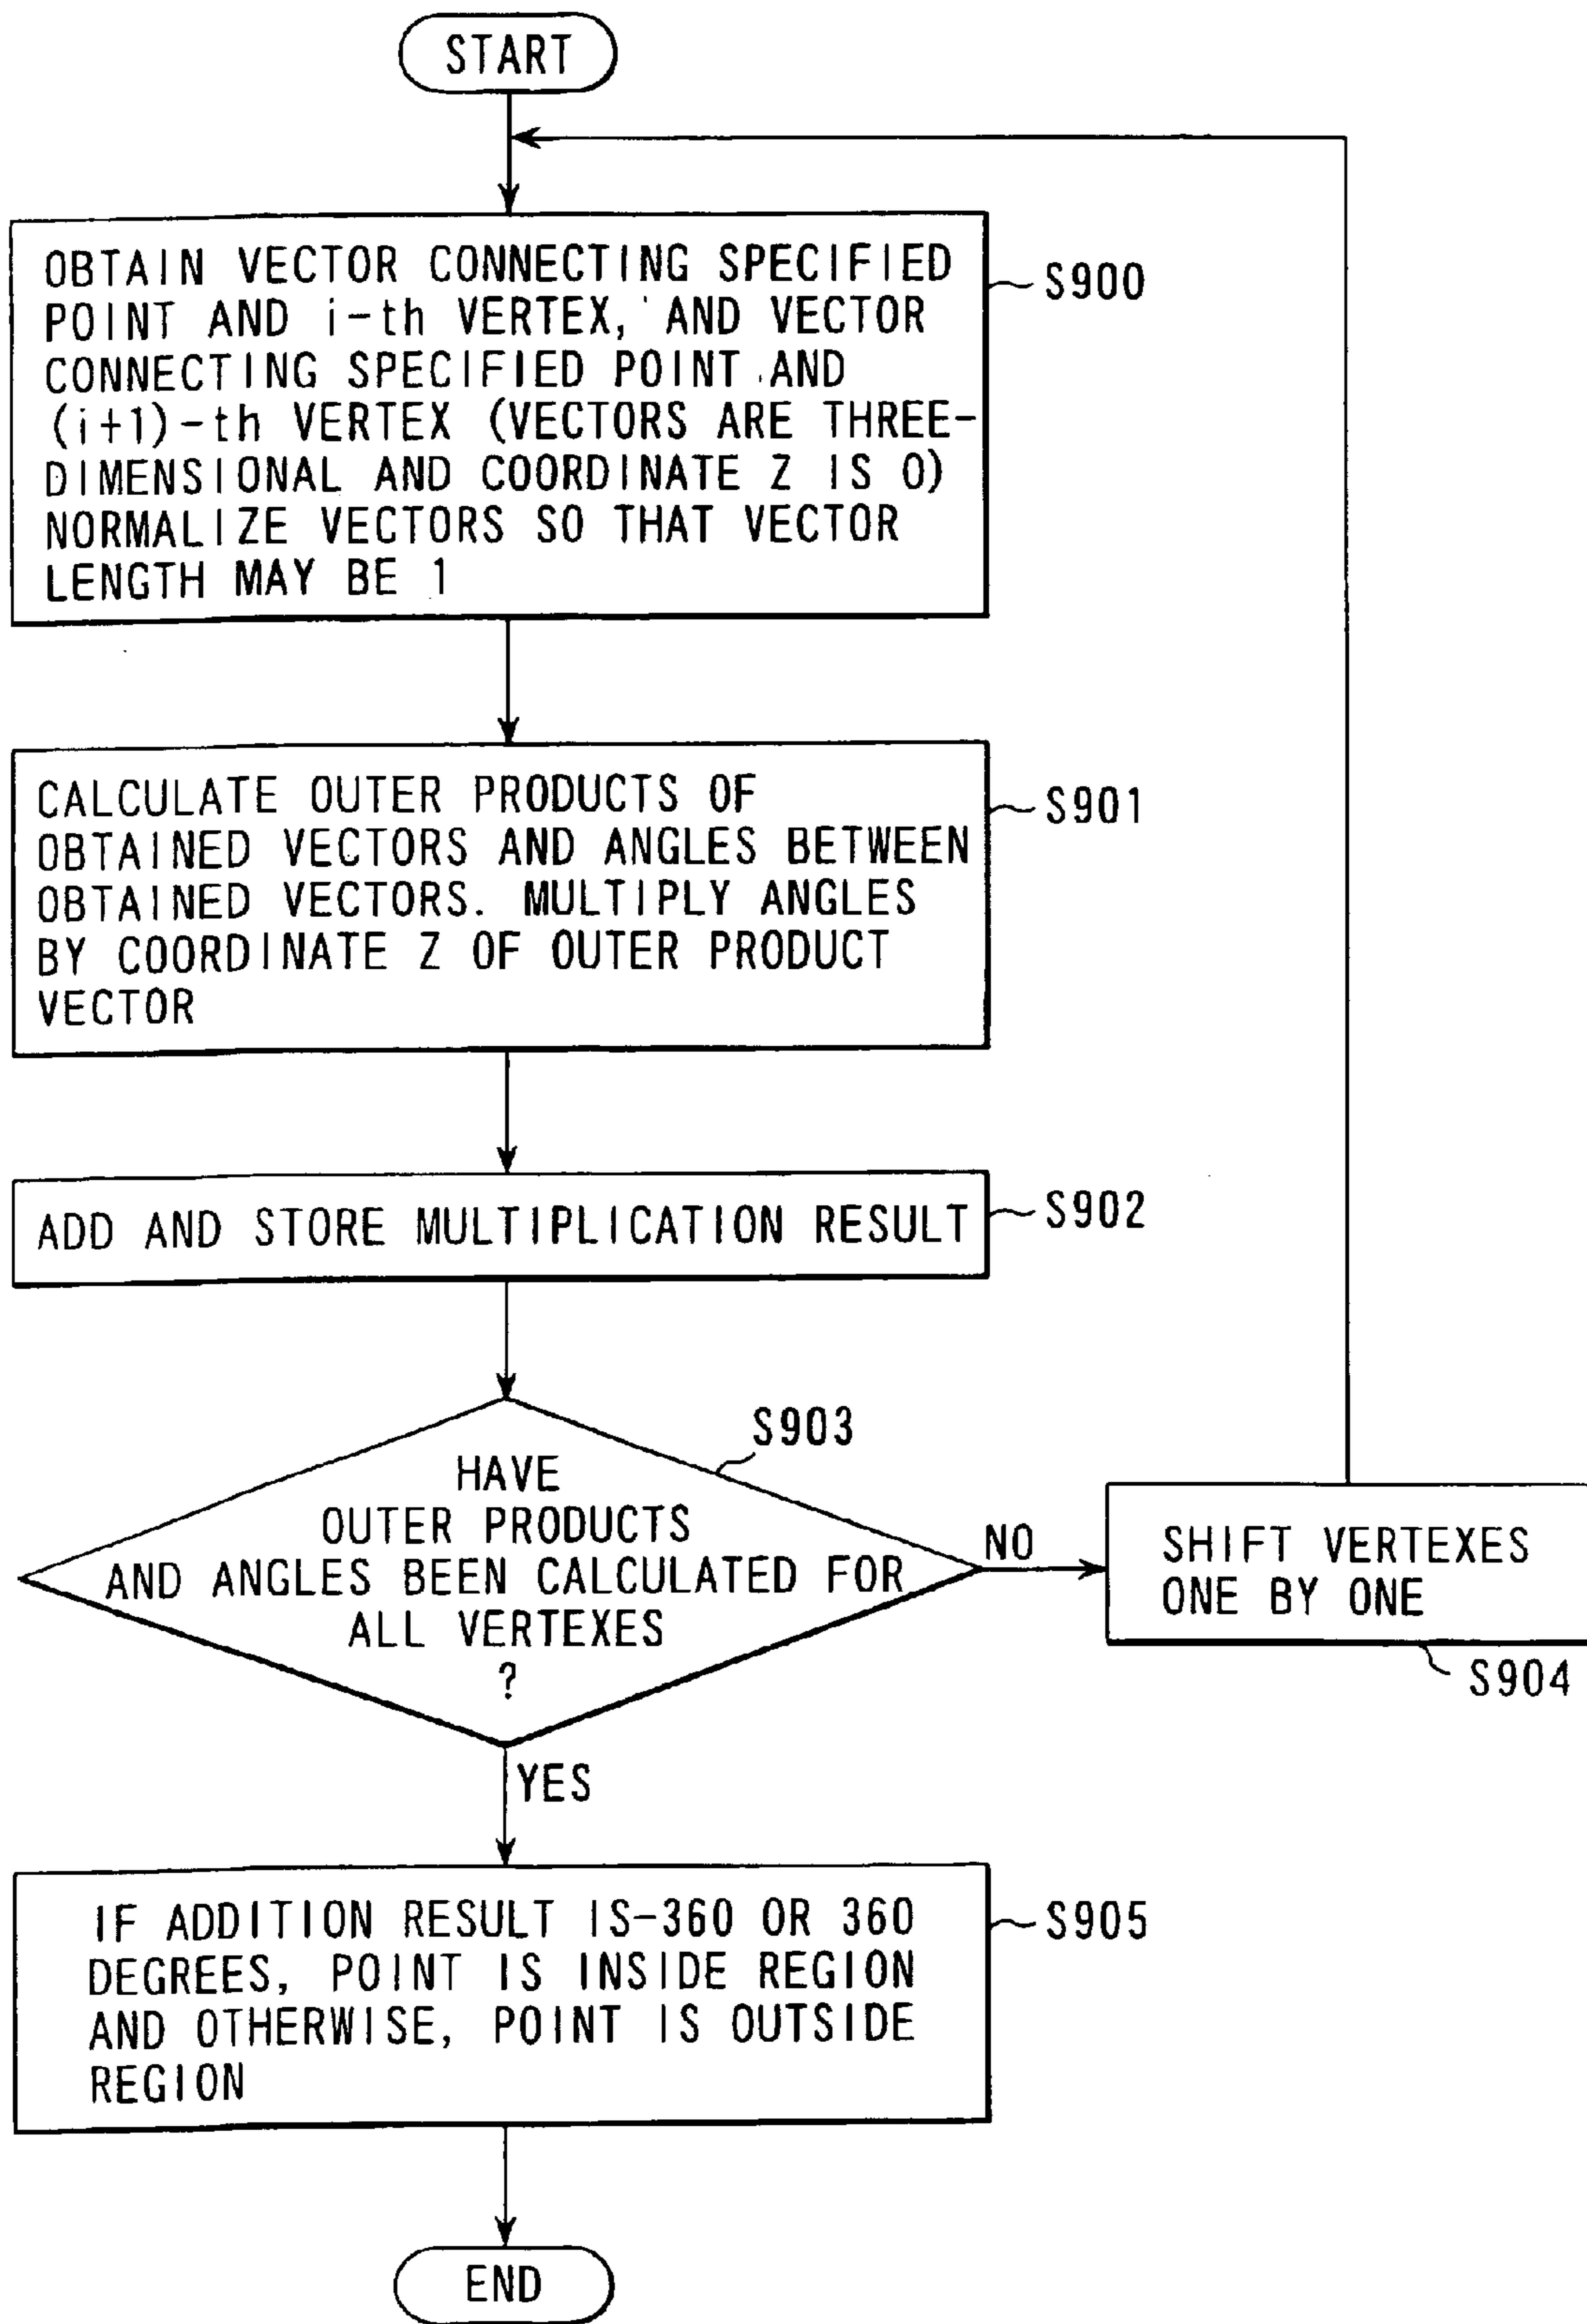 START
OBTAIN VECTOR CONNECTING SPECIFIED
POINT AND i-th VERTEX, AND VECTOR
CONNECTING SPECIFIED POINT AND
(i+1)-th VERTEX (VECTORS ARE THREE-
DIMENSIONAL AND COORDINATE Z IS 0)
NORMALIZE VECTORS SO THAT VECTOR
LENGTH MAY BE 1
S900
CALCULATE OUTER PRODUCTS OF
OBTAINED VECTORS AND ANGLES BETWEEN
OBTAINED VECTORS. MULTIPLY ANGLES
BY COORDINATE Z OF OUTER PRODUCT
VECTOR
S901
ADD AND STORE MULTIPLICATION RESULT
S902
S903
HAVE
OUTER PRODUCTS
AND ANGLES BEEN CALCULATED FOR
ALL VERTEXES
?
NO
SHIFT VERTEXES
ONE BY ONE
S904
YES
IF ADDITION RESULT IS-360 OR 360
DEGREES, POINT IS INSIDE REGION
AND OTHERWISE, POINT IS OUTSIDE
REGION
S905
END